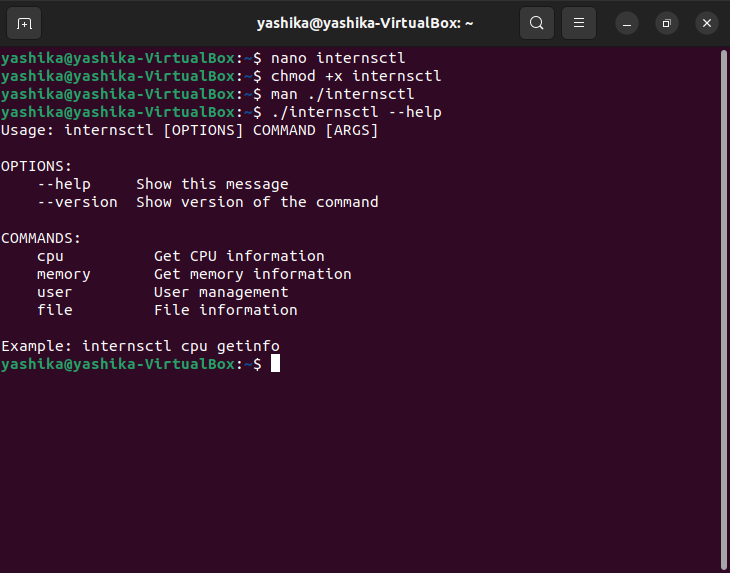 yashika@yashika-VirtualBox: ~
yashika@yashika-VirtualBox:~$ nano internsctl
yashika@yashika-VirtualBox:~$ chmod +x internsctl
yashika@yashika-VirtualBox:~$ man ./internsctl
yashika@yashika-VirtualBox:~$ ./internsctl --help
Usage: internsctl [OPTIONS] COMMAND [ARGS]
OPTIONS:
    --help     Show this message
    --version  Show version of the command
COMMANDS:
    cpu          Get CPU information
    memory       Get memory information
    user         User management
    file         File information
Example: internsctl cpu getinfo
yashika@yashika-VirtualBox:~$